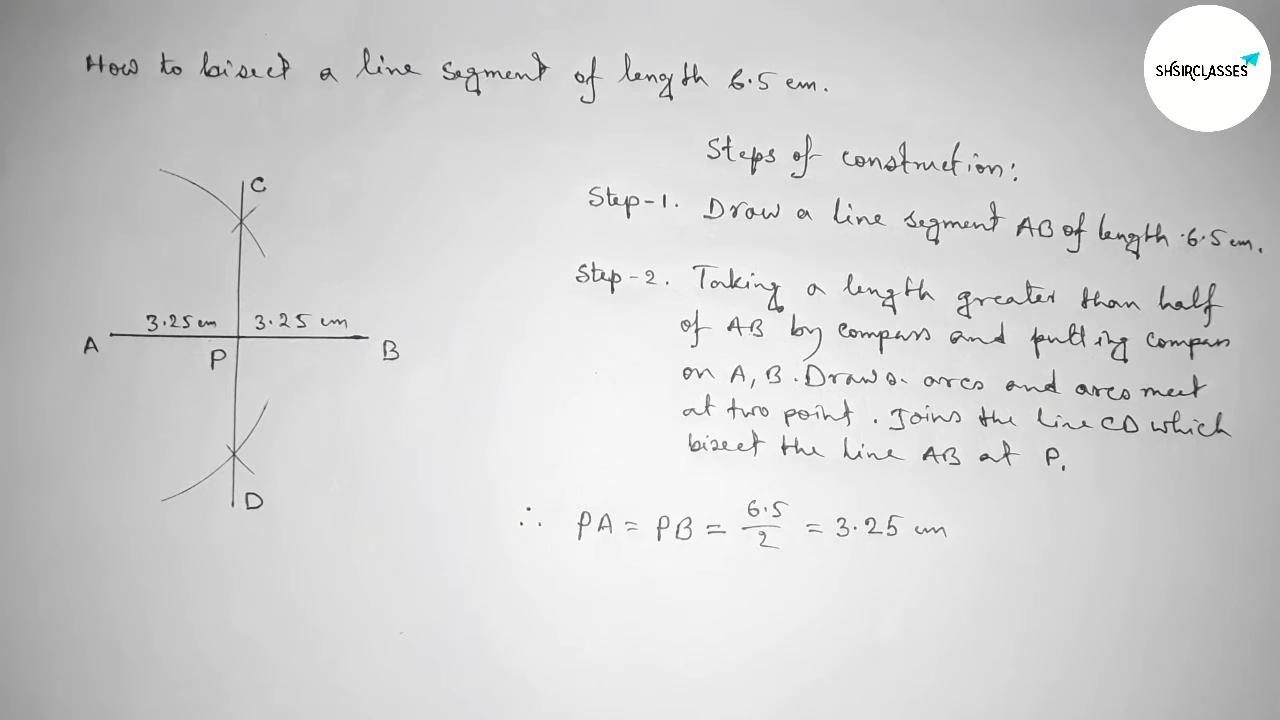 How to bisect a line segment of length 6.5 cm.
SHSIRCLASSES
Steps of construction:
Step-1. Draw a line segment AB of length 6.5 cm.
Step-2. Taking a length greater than half
of AB by compass and putting compass
on A, B. Draw arcs and arcs meet
at two point. Joins the line CD which
bisect the line AB at P.
∴ PA = PB = 6.5/2 = 3.25 cm
C
3.25 cm 3.25 cm
A P B
D